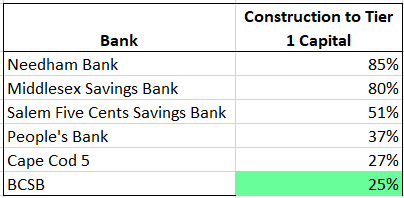 Bank Construction to Tier 1 Capital
Needham Bank 85%
Middlesex Savings Bank 80%
Salem Five Cents Savings Bank 51%
People's Bank 37%
Cape Cod 5 27%
BCSB 25%